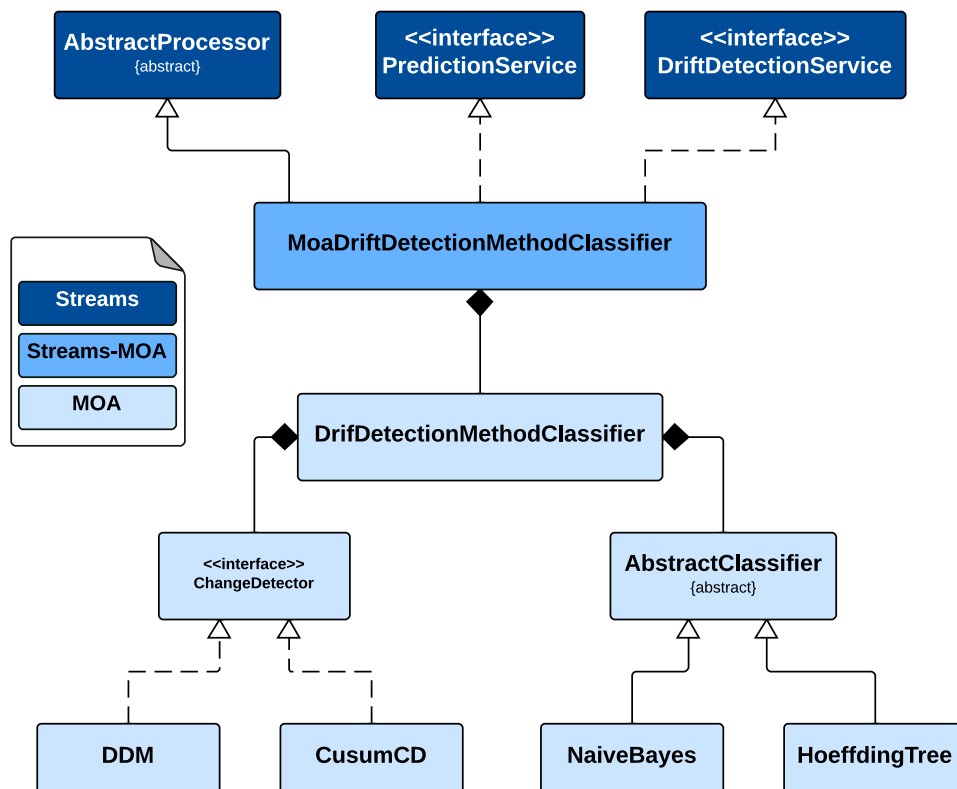 AbstractProcessor
{abstract}
<<interface>>
PredictionService
<<interface>>
DriftDetectionService
MoaDriftDetectionMethodClassifier
Streams
Streams-MOA
MOA
DrifDetectionMethodClassifier
<<interface>>
ChangeDetector
AbstractClassifier
{abstract}
DDM
CusumCD
NaiveBayes
HoeffdingTree